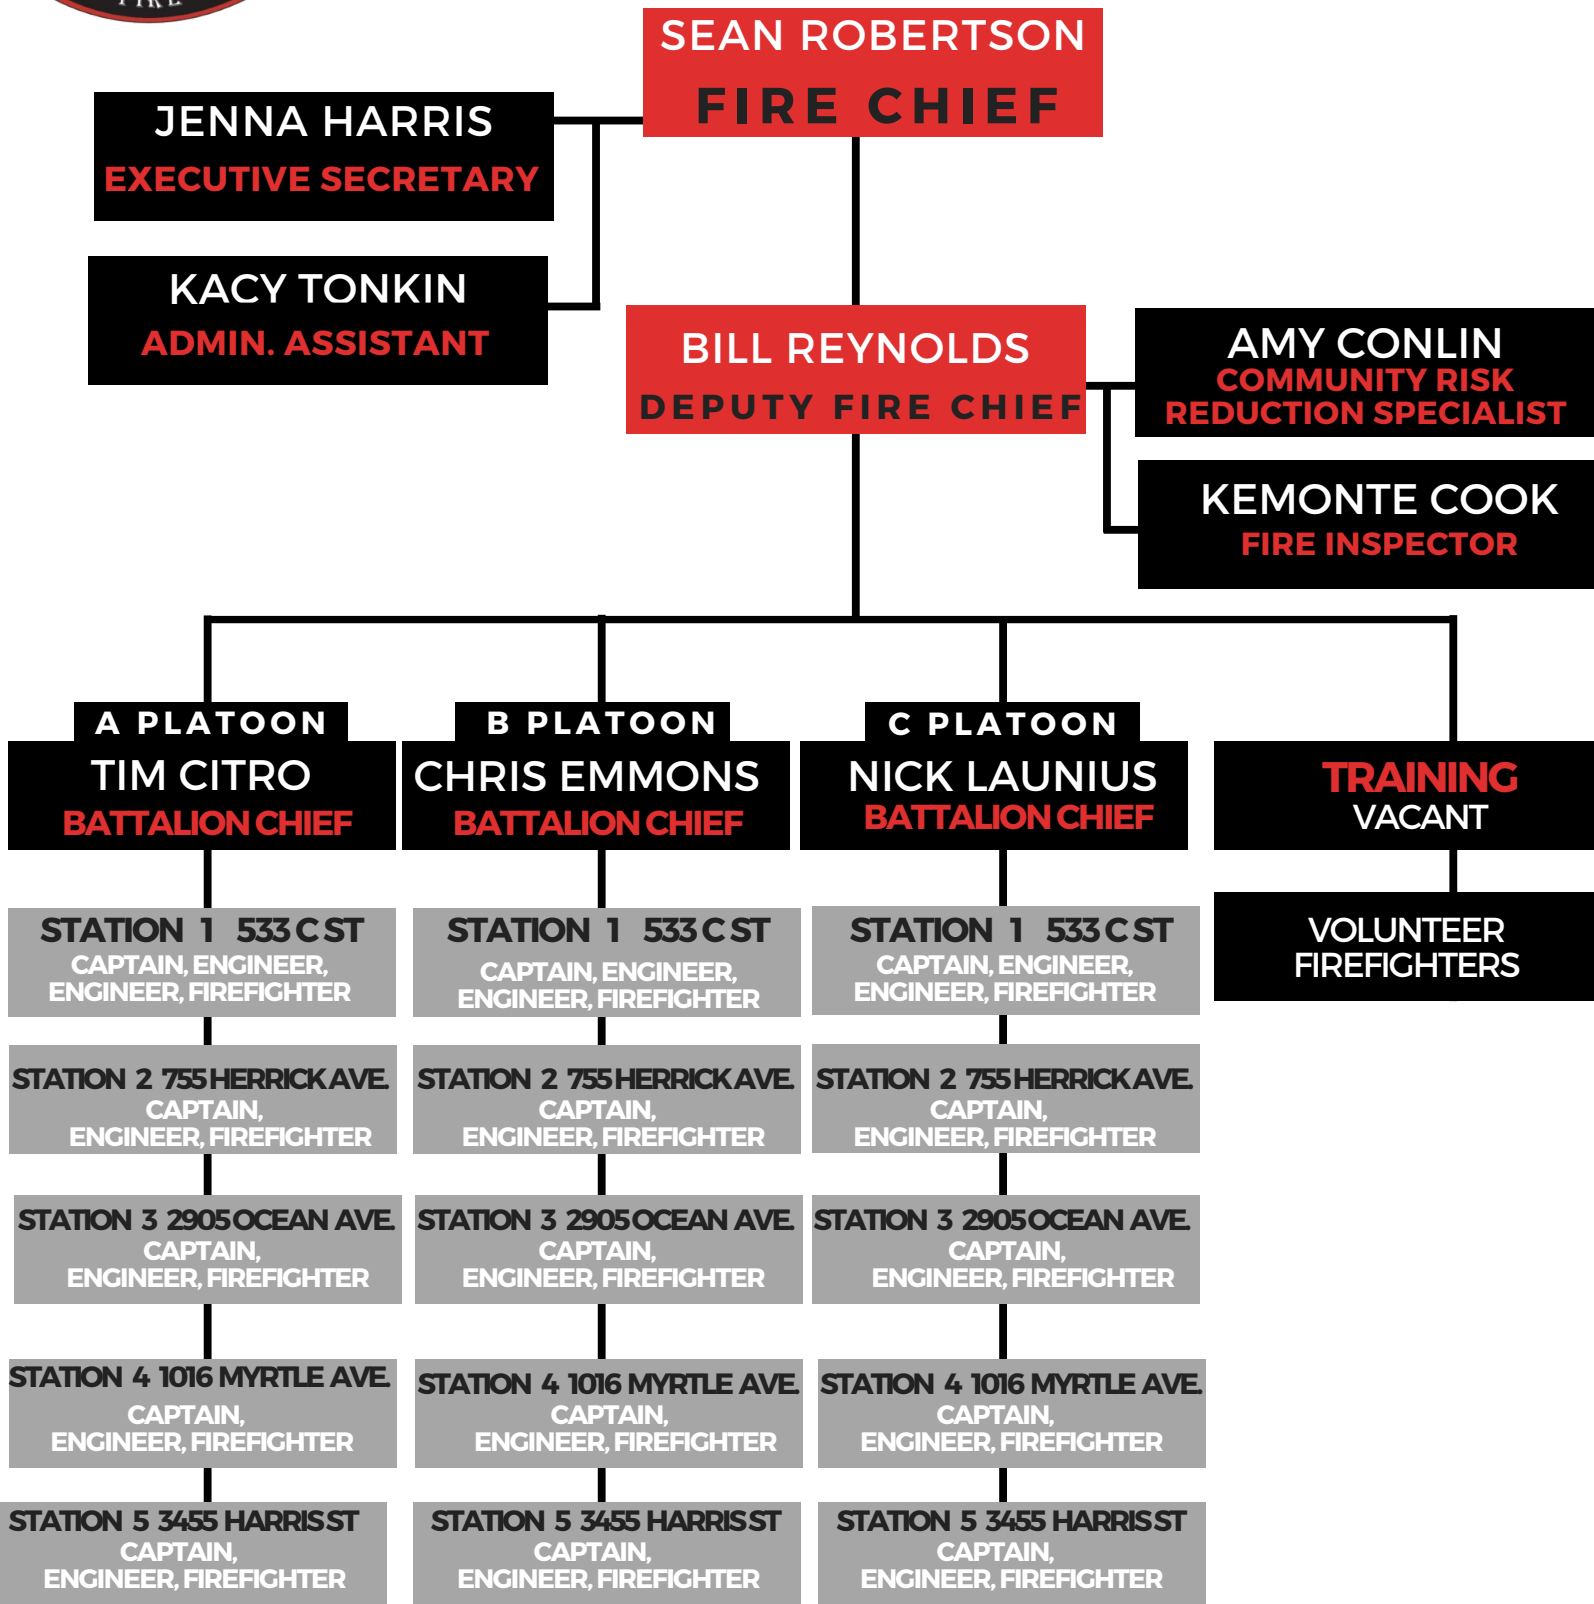 FIRE
SEAN ROBERTSON
FIRE CHIEF
JENNA HARRIS
EXECUTIVE SECRETARY
KACY TONKIN
ADMIN. ASSISTANT
BILL REYNOLDS
DEPUTY FIRE CHIEF
AMY CONLIN
COMMUNITY RISK
REDUCTION SPECIALIST
KEMONTE COOK
FIRE INSPECTOR
A PLATOON
TIM CITRO
BATTALION CHIEF
STATION 1 533 C ST
CAPTAIN, ENGINEER,
ENGINEER, FIREFIGHTER
STATION 2 755 HERRICK AVE.
CAPTAIN,
ENGINEER, FIREFIGHTER
STATION 3 2905 OCEAN AVE.
CAPTAIN,
ENGINEER, FIREFIGHTER
STATION 4 1016 MYRTLE AVE.
CAPTAIN,
ENGINEER, FIREFIGHTER
STATION 5 3455 HARRIS ST
CAPTAIN,
ENGINEER, FIREFIGHTER
B PLATOON
CHRIS EMMONS
BATTALION CHIEF
STATION 1 533 C ST
CAPTAIN, ENGINEER,
ENGINEER, FIREFIGHTER
STATION 2 755 HERRICK AVE.
CAPTAIN,
ENGINEER, FIREFIGHTER
STATION 3 2905 OCEAN AVE.
CAPTAIN,
ENGINEER, FIREFIGHTER
STATION 4 1016 MYRTLE AVE.
CAPTAIN,
ENGINEER, FIREFIGHTER
STATION 5 3455 HARRIS ST
CAPTAIN,
ENGINEER, FIREFIGHTER
C PLATOON
NICK LAUNIUS
BATTALION CHIEF
STATION 1 533 C ST
CAPTAIN, ENGINEER,
ENGINEER, FIREFIGHTER
STATION 2 755 HERRICK AVE.
CAPTAIN,
ENGINEER, FIREFIGHTER
STATION 3 2905 OCEAN AVE.
CAPTAIN,
ENGINEER, FIREFIGHTER
STATION 4 1016 MYRTLE AVE.
CAPTAIN,
ENGINEER, FIREFIGHTER
STATION 5 3455 HARRIS ST
CAPTAIN,
ENGINEER, FIREFIGHTER
TRAINING
VACANT
VOLUNTEER
FIREFIGHTERS